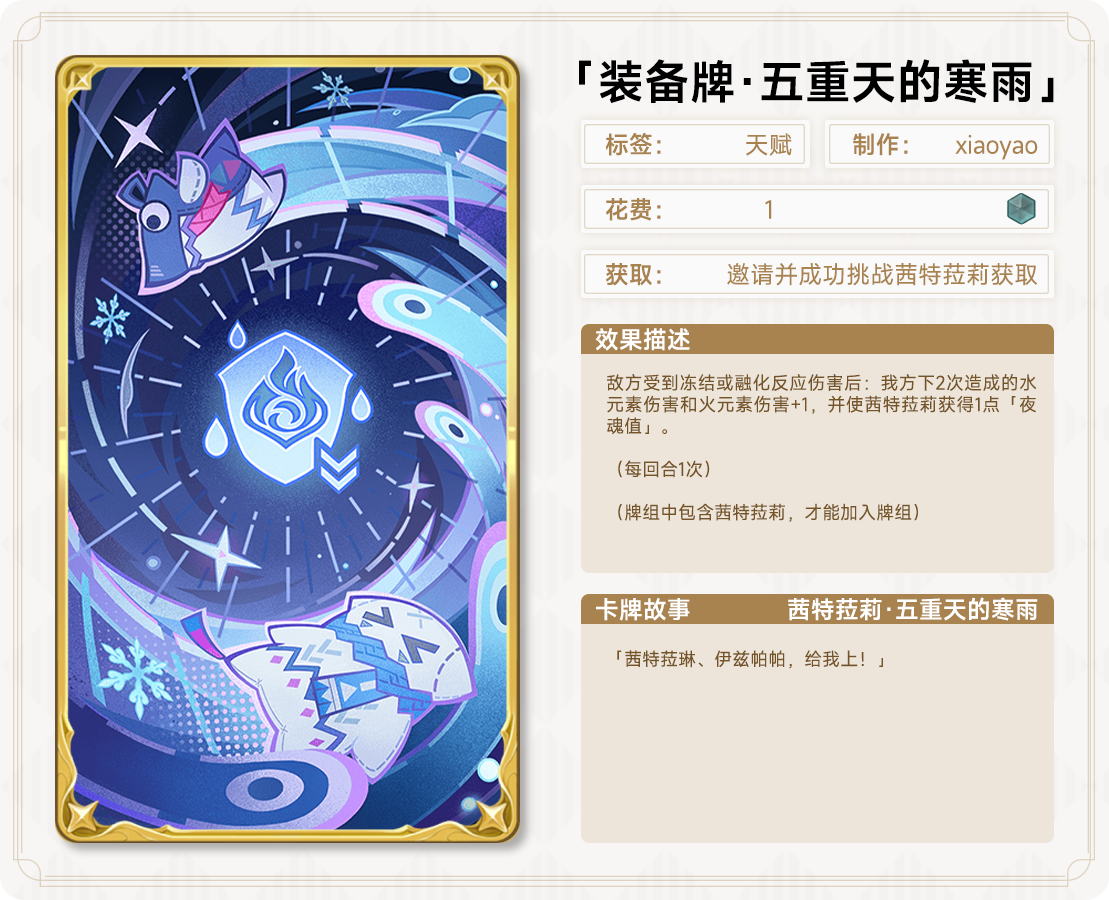 「装备牌·五重天的寒雨」
标签： 天赋
制作： xiaoyao
花费： 1
获取： 邀请并成功挑战茜特菈莉获取
效果描述
敌方受到冻结或融化反应伤害后：我方下2次造成的水
元素伤害和火元素伤害+1，并使茜特菈莉获得1点「夜
魂值」。
（每回合1次）
（牌组中包含茜特菈莉，才能加入牌组）
卡牌故事 茜特菈莉·五重天的寒雨
「茜特菈琳、伊兹帕帕，给我上！」